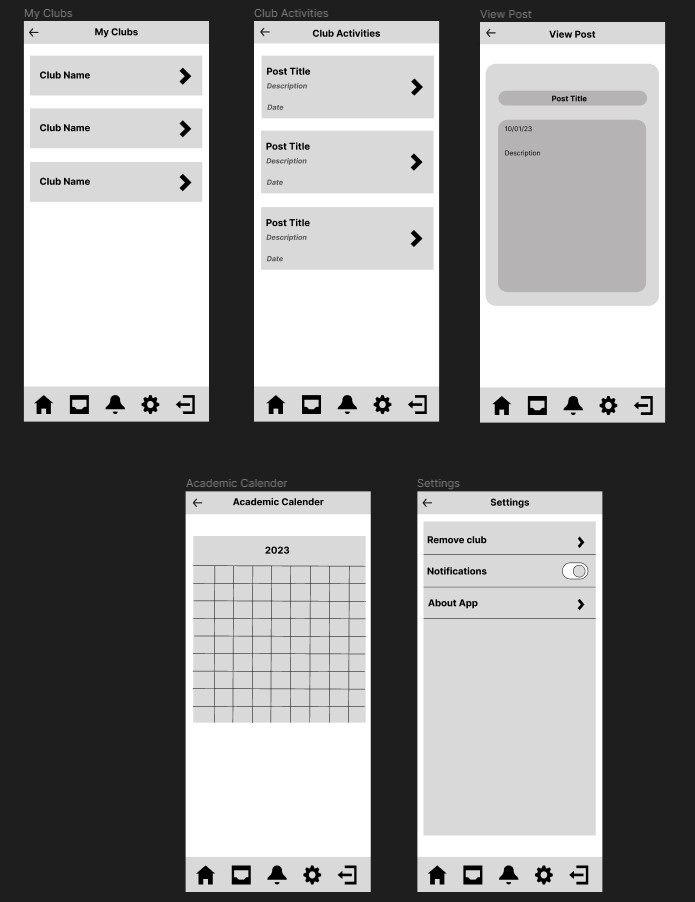 My Clubs
My Clubs
Club Name
Club Name
Club Name
Club Activities
Club Activities
Post Title
Description
Date
Post Title
Description
Date
Post Title
Description
Date
View Post
View Post
Post Title
10/01/23
Description
Academic Calender
Academic Calender
2023
Settings
Settings
Remove club
Notifications
About App